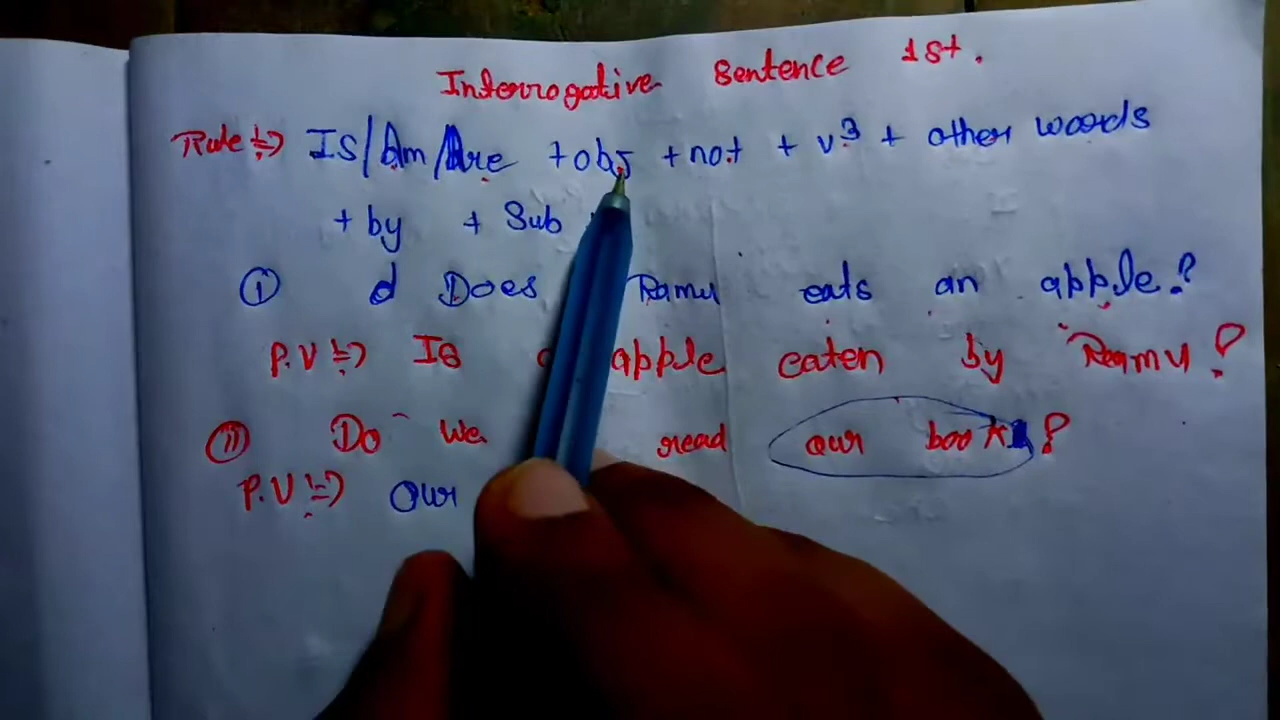 Interrogative Sentence 1st.
Rule :⇒ Is/Am/Are + obj + not + v³ + other words
+ by + Sub
(i) d Does Ramu eats an apple?
P.V :⇒ Is apple eaten by Ramu?
(ii) Do We read our book?
P.V :⇒ Our